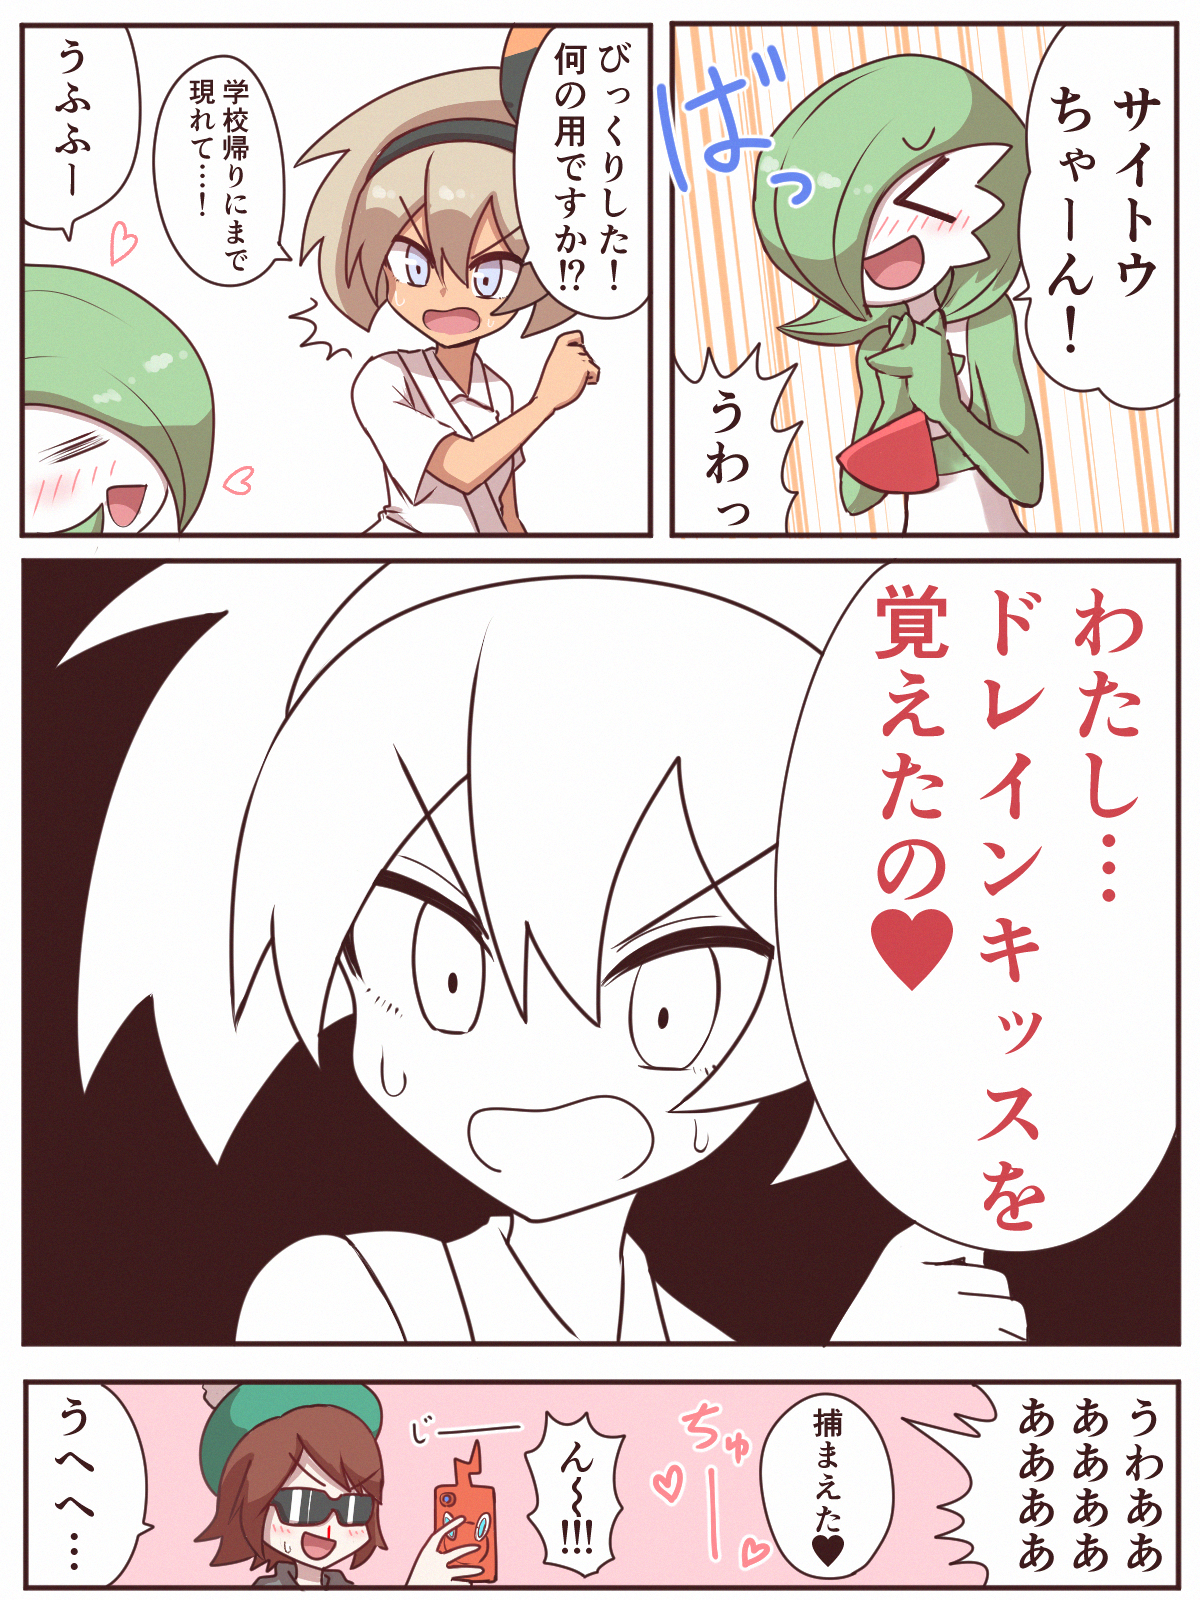 サイトウ
ちゃーん！
ばっ
うわっ
びっくりした！
何の用ですか!?
学校帰りにまで
現れて…！
うふふー
わたし…
ドレインキッスを
覚えたの♥
うわああ
ああああ
ああああ
捕まえた♥
ちゅー
ん〜!!!
じー
うへへ…